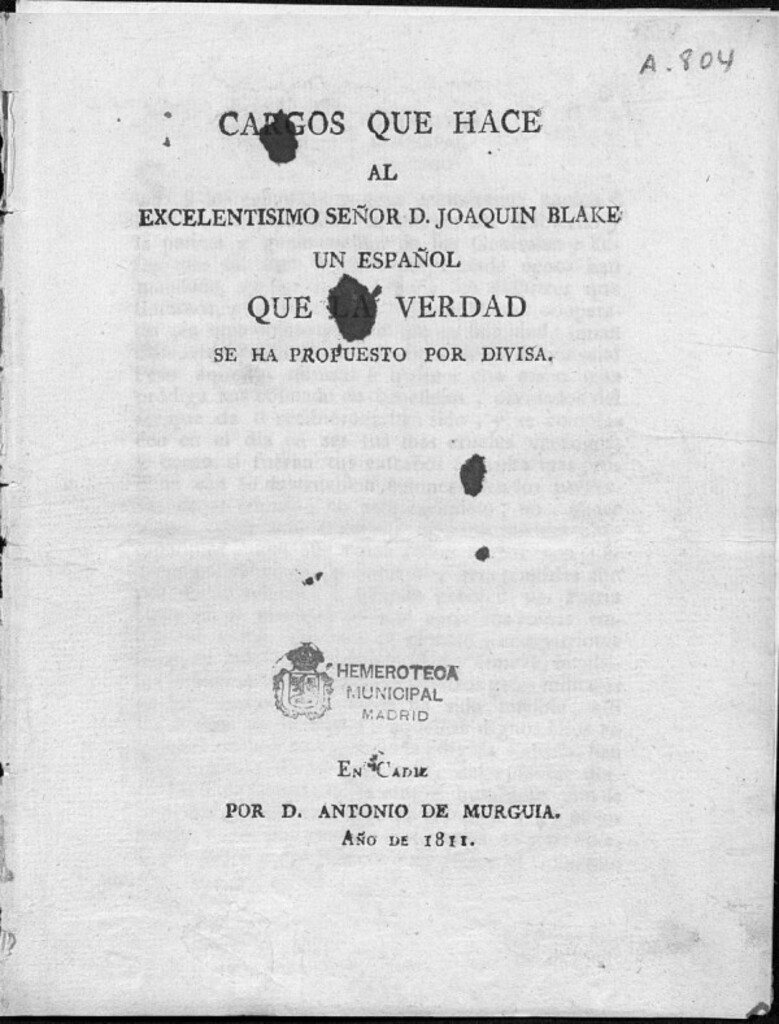 A.804
CARGOS QUE HACE
AL
EXCELENTISIMO SEÑOR D. JOAQUIN BLAKE
UN ESPAÑOL
QUE LA VERDAD
SE HA PROPUESTO POR DIVISA.
HEMEROTECA
MUNICIPAL
MADRID
EN CADIZ
POR D. ANTONIO DE MURGUIA.
AÑO DE 1811.